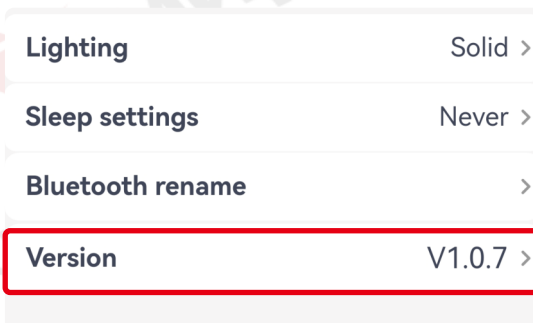 Lighting Solid
Sleep settings Never
Bluetooth rename
Version V1.0.7